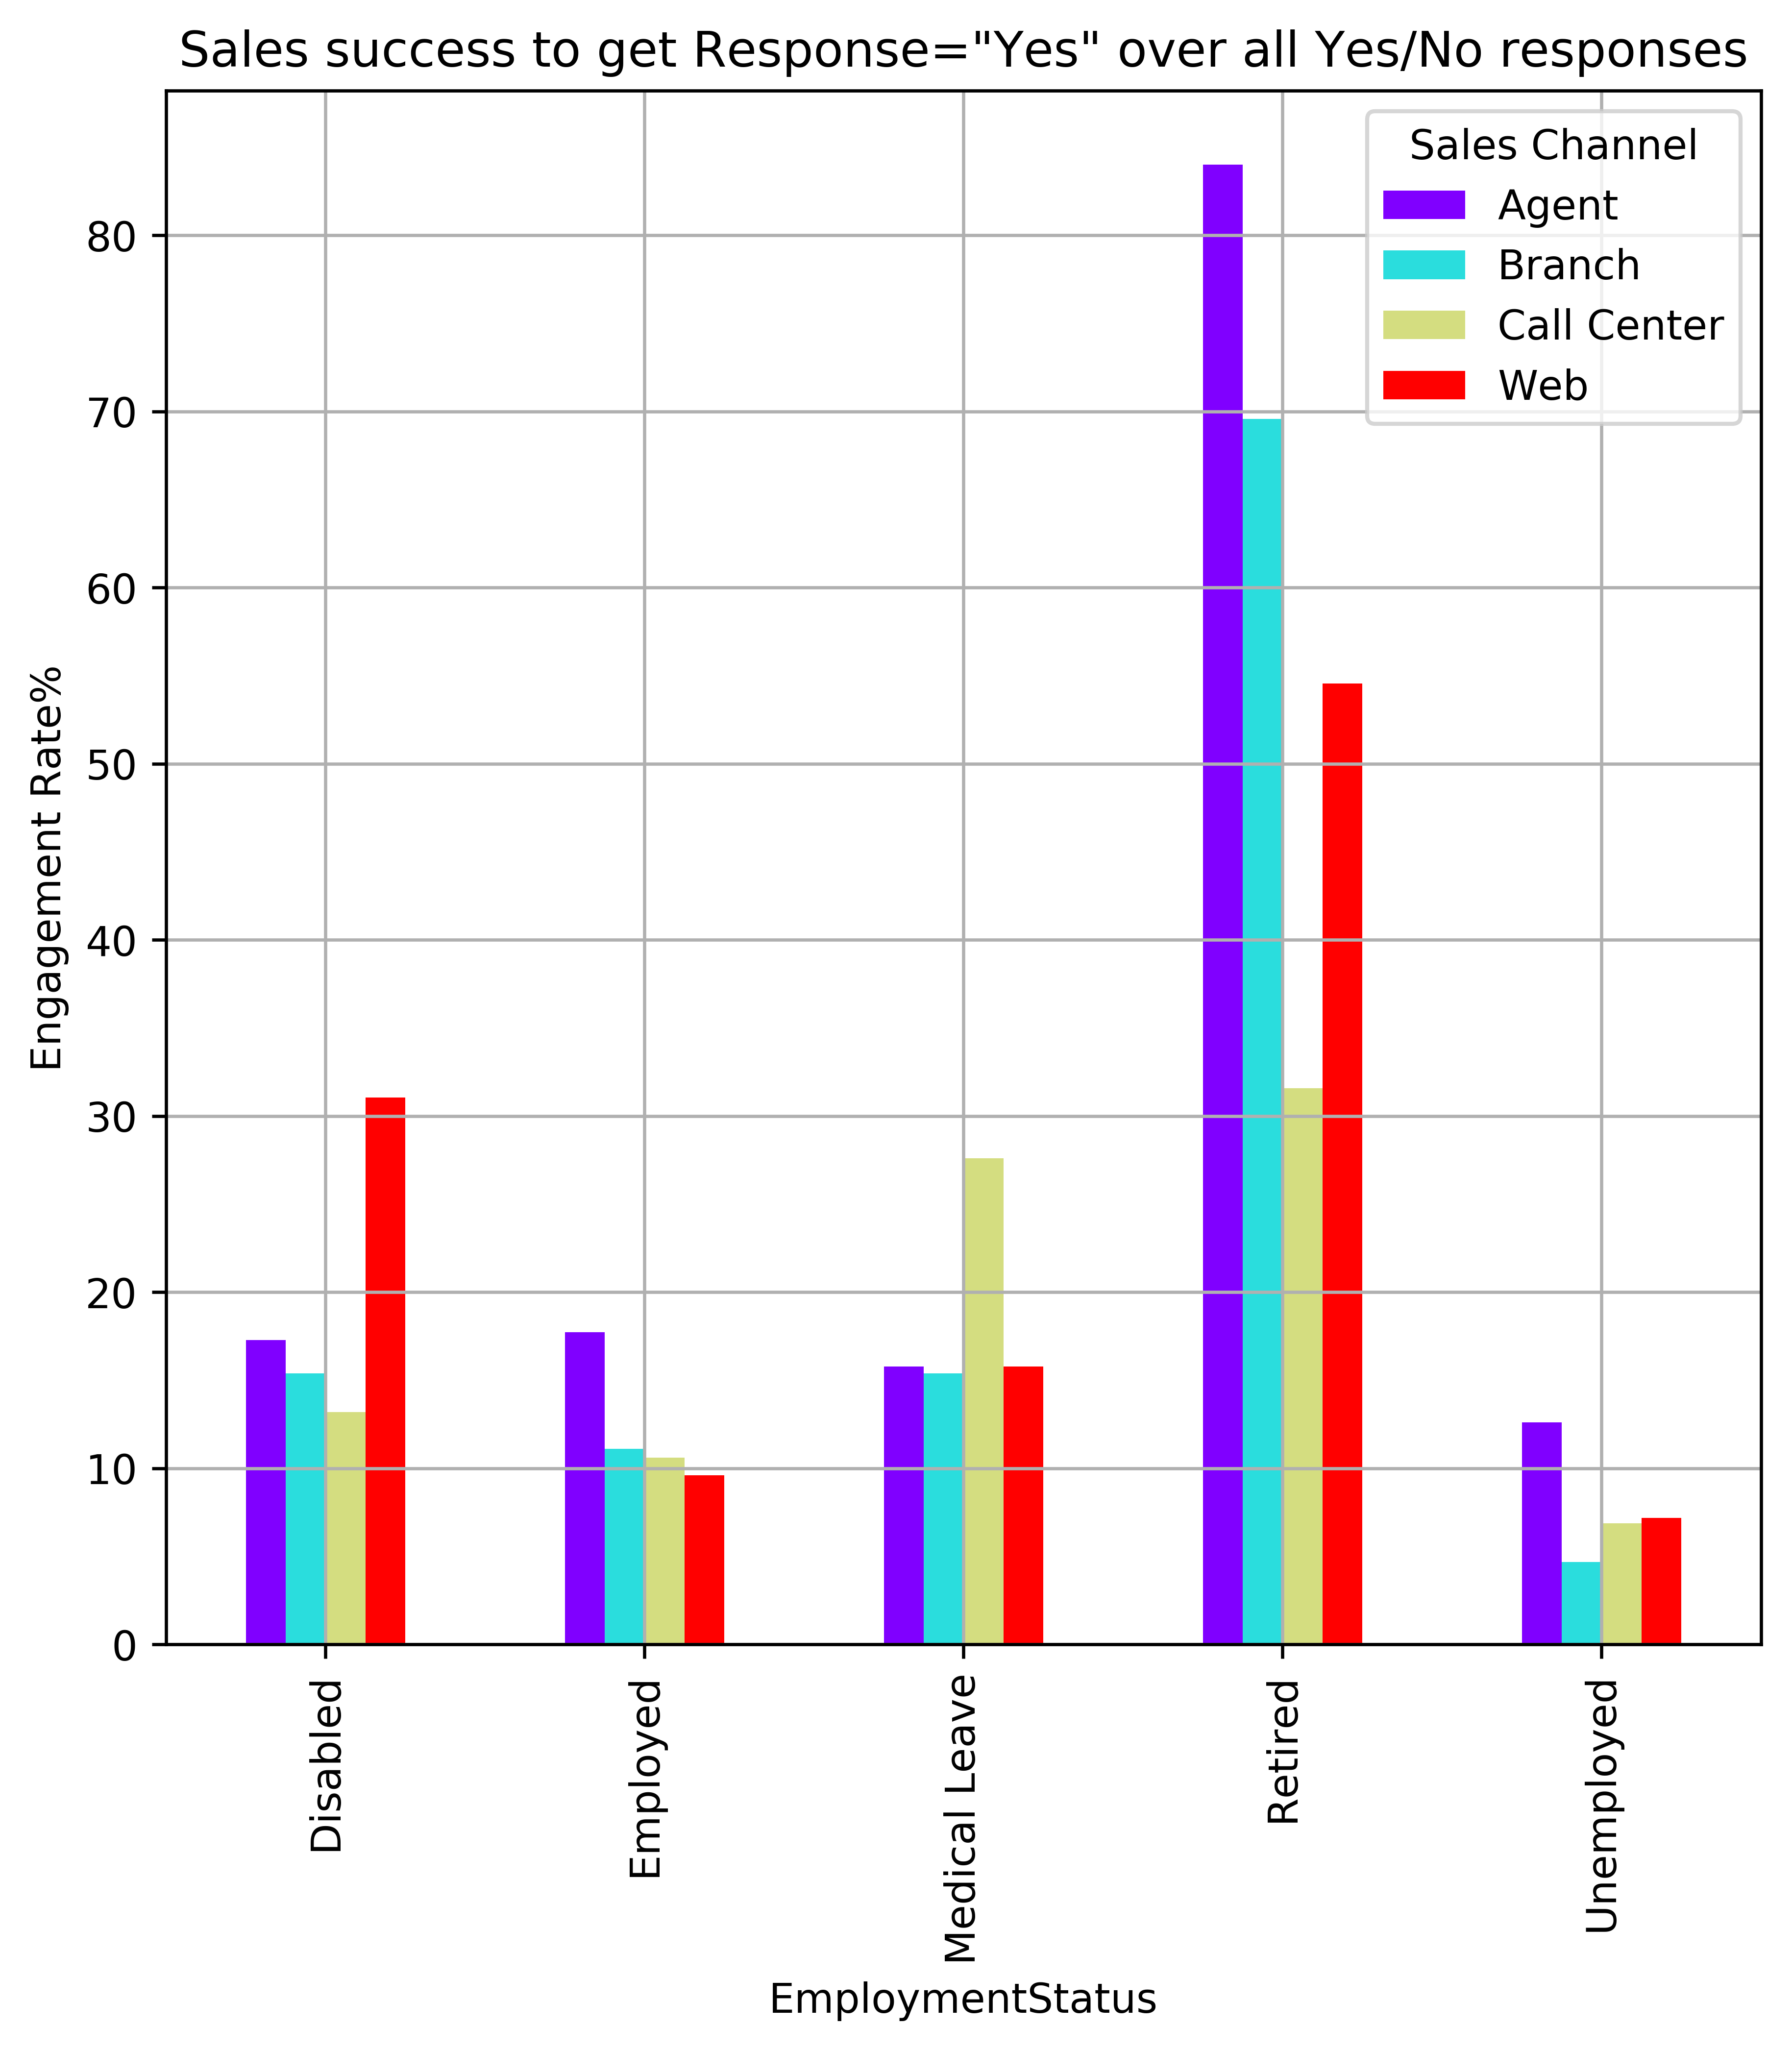 Sales success to get Response="Yes" over all Yes/No responses
Sales Channel
Agent
Branch
Call Center
Web
Engagement Rate%
80
70
60
50
40
30
20
10
0
Disabled
Employed
Medical Leave
Retired
Unemployed
EmploymentStatus